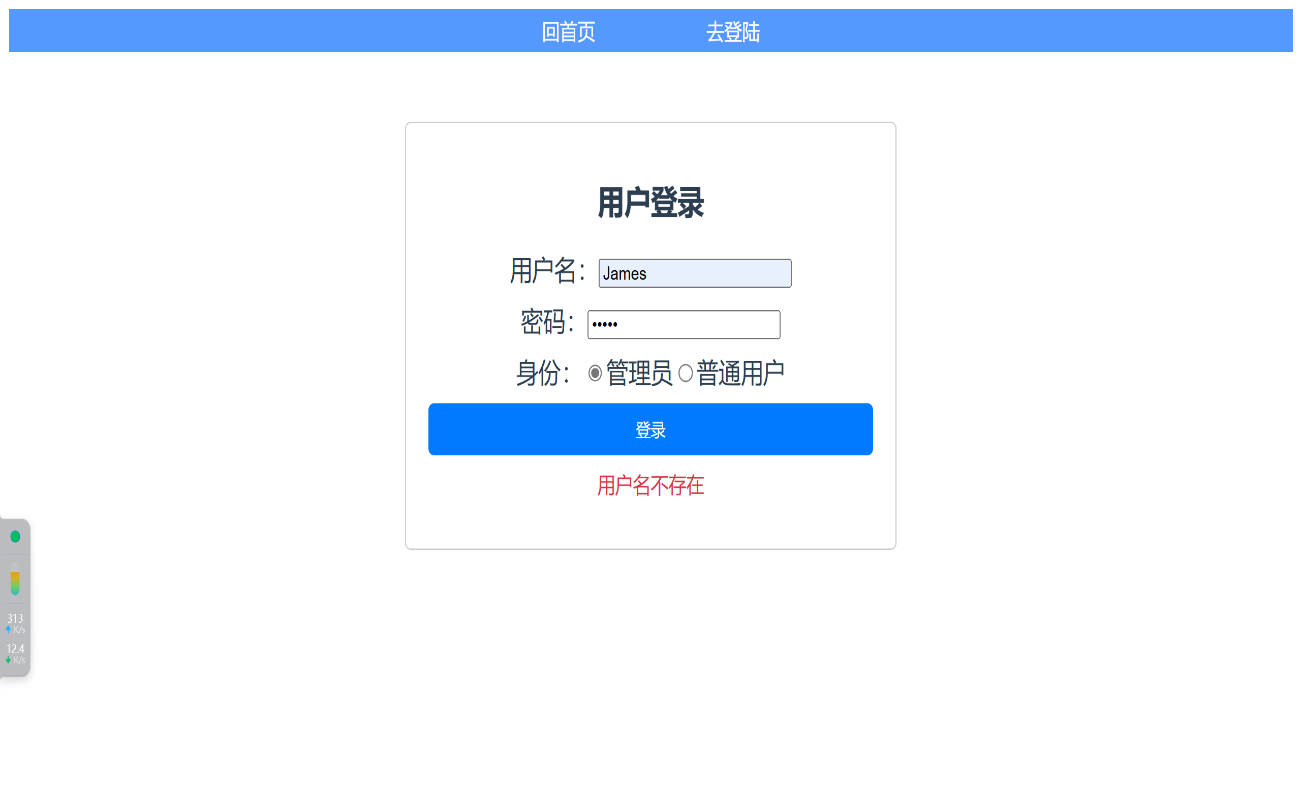 回首页 去登陆
用户登录
用户名： James
密码： •••••
身份： 管理员 普通用户
登录
用户名不存在
313
K/s
12.4
K/s